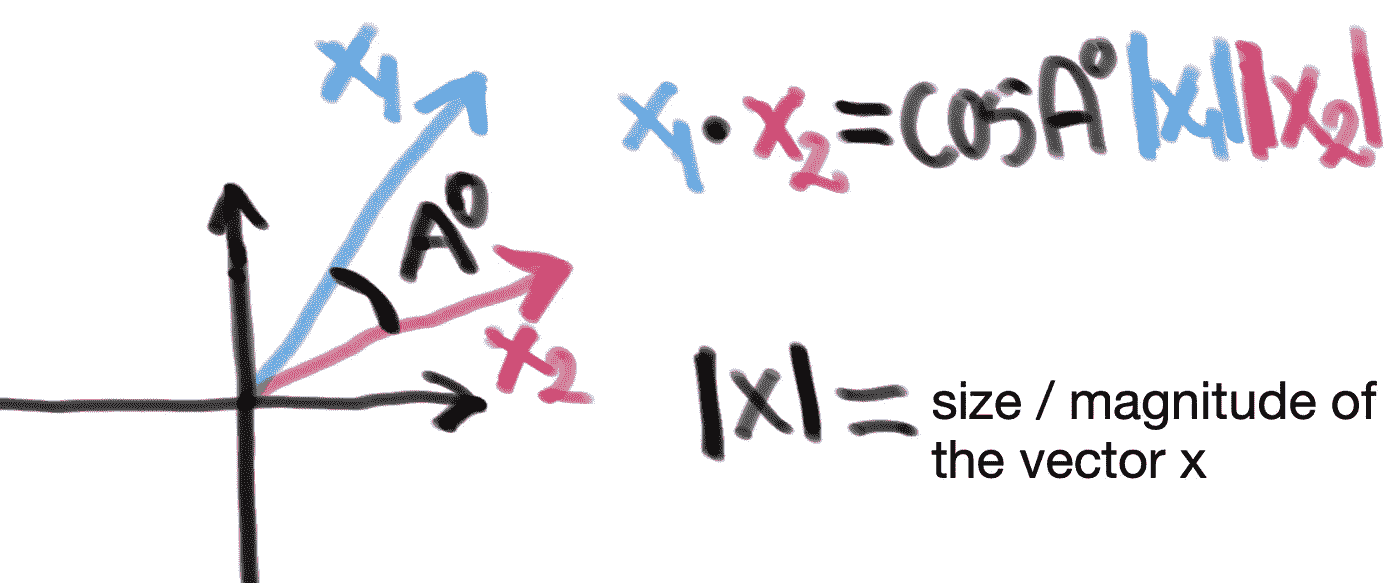 x₁
x₁ · x₂ = cos A° |x₁| |x₂|
A°
x₂
|x| = size / magnitude of
the vector x